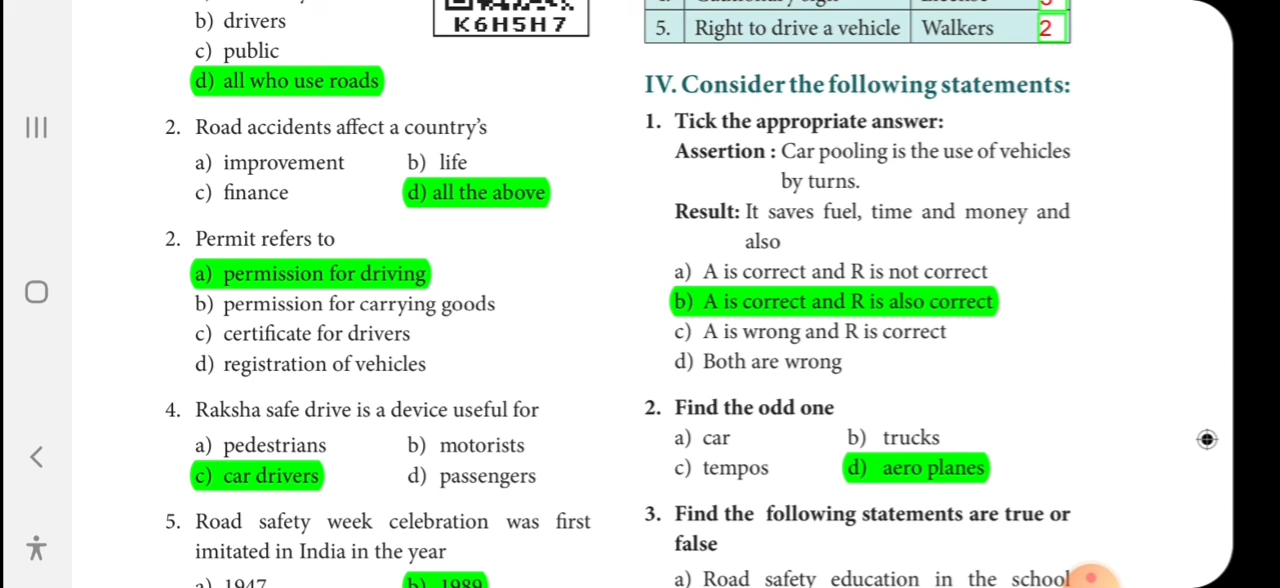 b) drivers
c) public
d) all who use roads
K6H5H7
2. Road accidents affect a country's
a) improvement b) life
c) finance d) all the above
2. Permit refers to
a) permission for driving
b) permission for carrying goods
c) certificate for drivers
d) registration of vehicles
4. Raksha safe drive is a device useful for
a) pedestrians b) motorists
c) car drivers d) passengers
5. Road safety week celebration was first
imitated in India in the year
a) 1947 b) 1989
5. Right to drive a vehicle Walkers 2
IV. Consider the following statements:
1. Tick the appropriate answer:
Assertion : Car pooling is the use of vehicles
by turns.
Result: It saves fuel, time and money and
also
a) A is correct and R is not correct
b) A is correct and R is also correct
c) A is wrong and R is correct
d) Both are wrong
2. Find the odd one
a) car b) trucks
c) tempos d) aero planes
3. Find the following statements are true or
false
a) Road safety education in the school